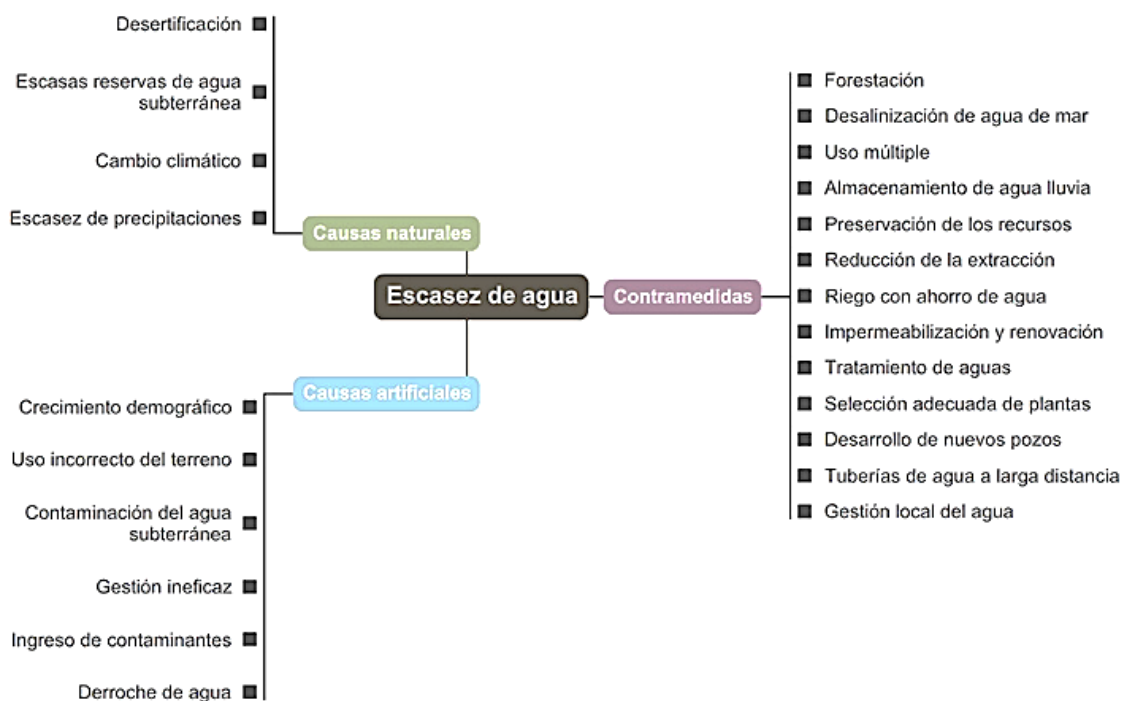 Desertificación
Escasas reservas de agua
subterránea
Cambio climático
Escasez de precipitaciones
Causas naturales
Escasez de agua
Causas artificiales
Crecimiento demográfico
Uso incorrecto del terreno
Contaminación del agua
subterránea
Gestión ineficaz
Ingreso de contaminantes
Derroche de agua
Contramedidas
Forestación
Desalinización de agua de mar
Uso múltiple
Almacenamiento de agua lluvia
Preservación de los recursos
Reducción de la extracción
Riego con ahorro de agua
Impermeabilización y renovación
Tratamiento de aguas
Selección adecuada de plantas
Desarrollo de nuevos pozos
Tuberías de agua a larga distancia
Gestión local del agua